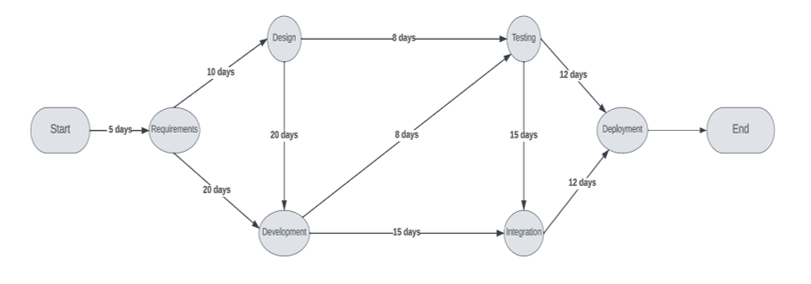 Design
8 days
Testing
10 days
12 days
Start
5 days
Requirements
20 days
8 days
15 days
Deployment
End
20 days
12 days
Development
15 days
Integration